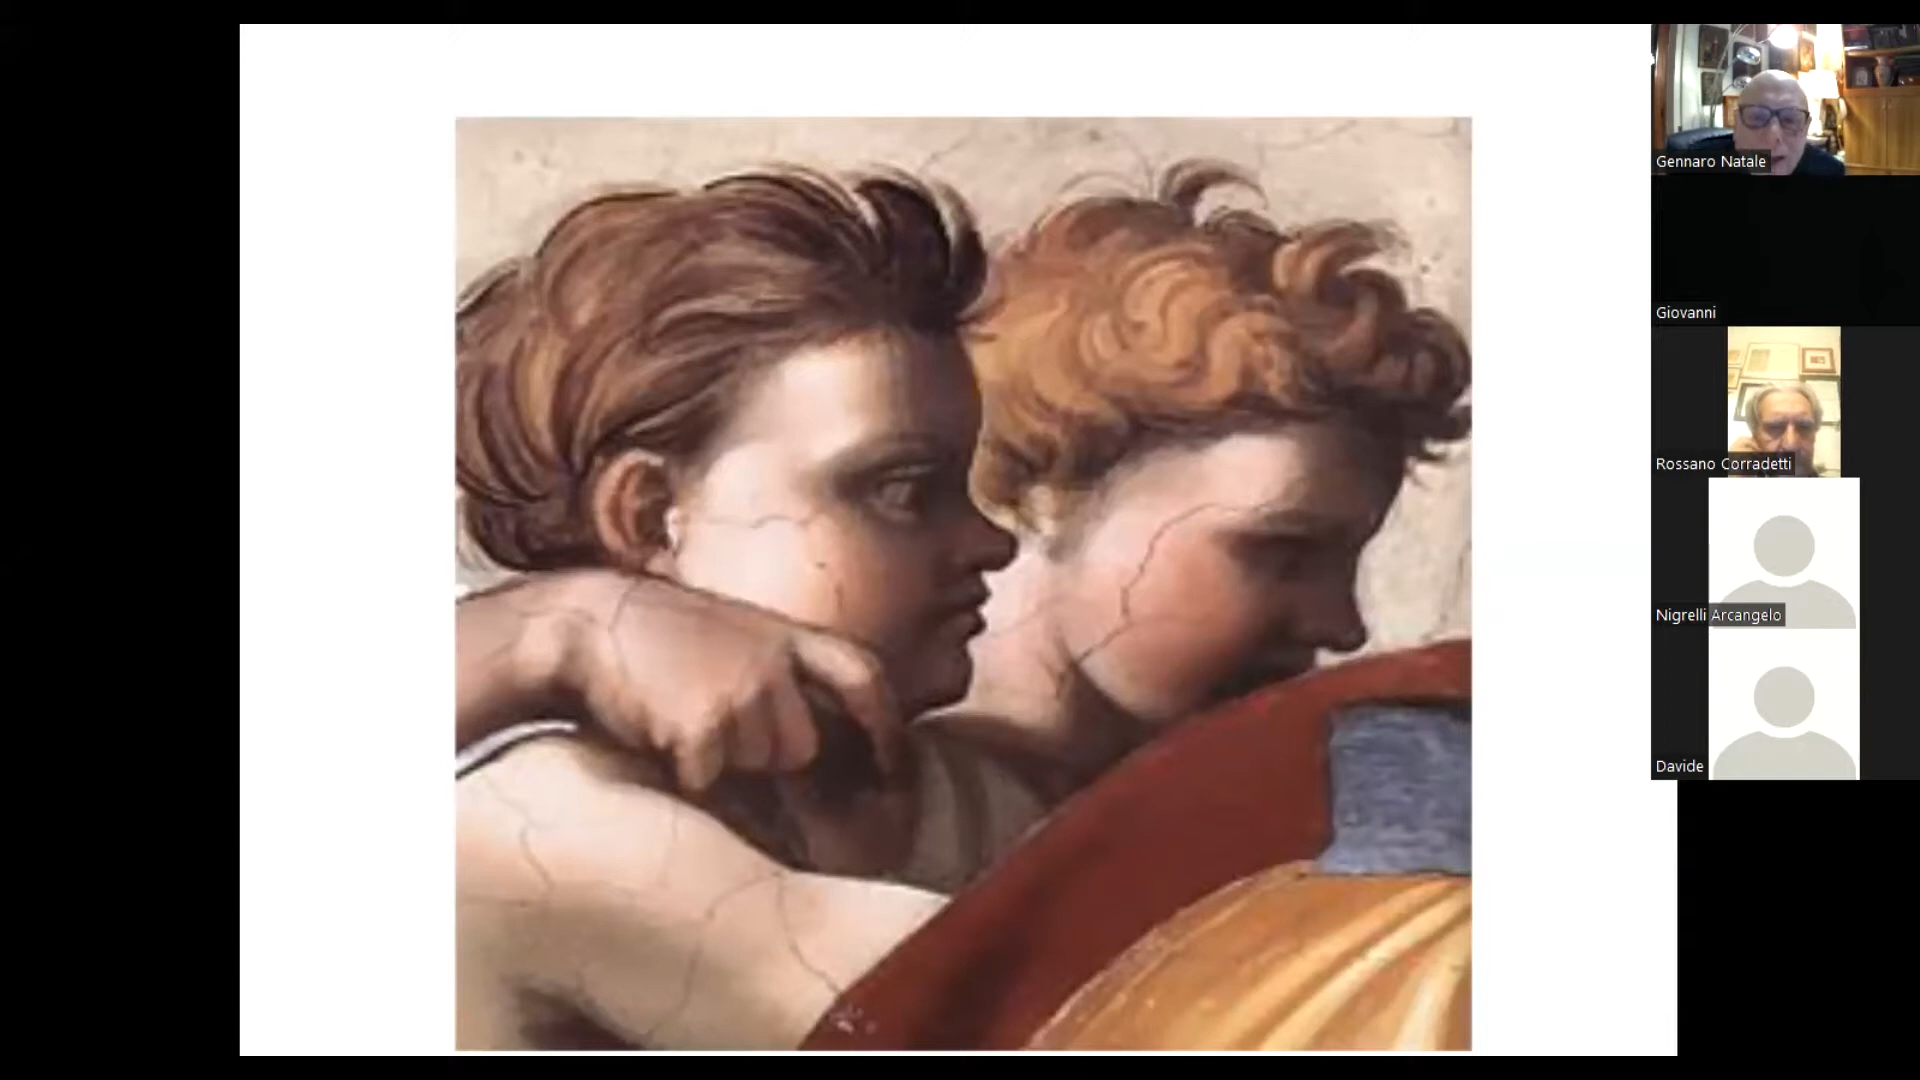 Gennaro Natale
Giovanni
Rossano Corradetti
Nigrelli Arcangelo
Davide